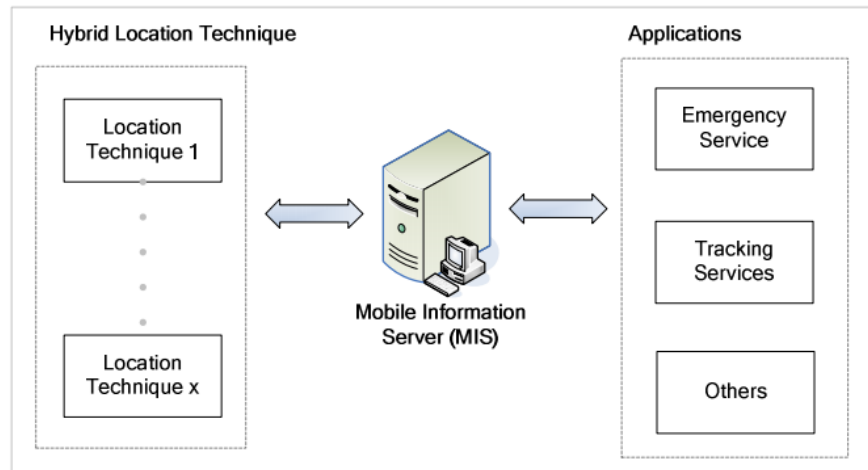 Hybrid Location Technique
Applications
Location
Technique 1
Location
Technique x
Mobile Information
Server (MIS)
Emergency
Service
Tracking
Services
Others